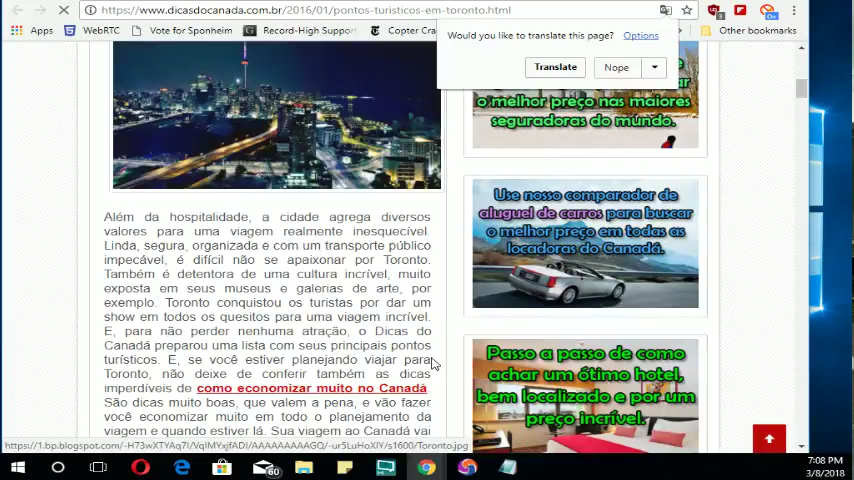 https://www.dicasdocanada.com.br/2016/01/pontos-turisticos-em-toronto.html
Apps
WebRTC
Vote for Sponheim
Record-High Support
Copter Cra
Other bookmarks
Would you like to translate this page? Options
Translate
Nope
o melhor preço nas maiores
seguradoras do mundo.
Além da hospitalidade, a cidade agrega diversos
valores para uma viagem realmente inesquecível.
Linda, segura, organizada e com um transporte público
impecável, é difícil não se apaixonar por Toronto.
Também é detentora de uma cultura incrível, muito
exposta em seus museus e galerias de arte, por
exemplo. Toronto conquistou os turistas por dar um
show em todos os quesitos para uma viagem incrível.
E, para não perder nenhuma atração, o Dicas do
Canadá preparou uma lista com seus principais pontos
turísticos. E, se você estiver planejando viajar para
Toronto, não deixe de conferir também as dicas
imperdíveis de como economizar muito no Canadá.
São dicas muito boas, que valem a pena, e vão fazer
você economizar muito em todo o planejamento da
viagem e quando estiver lá. Sua viagem ao Canadá vai
Use nosso comparador de
aluguel de carros para buscar
o melhor preço em todas as
locadoras do Canadá.
Passo a passo de como
achar um ótimo hotel,
bem localizado e por um
preço incrível.
60
7:08 PM
3/8/2018